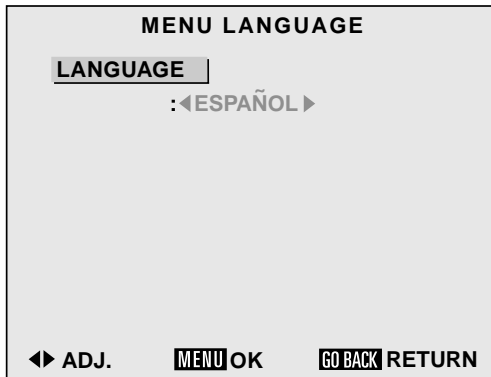 MENU LANGUAGE
LANGUAGE
:◀ESPAÑOL▶
◀▶ ADJ. MENU OK GO BACK RETURN